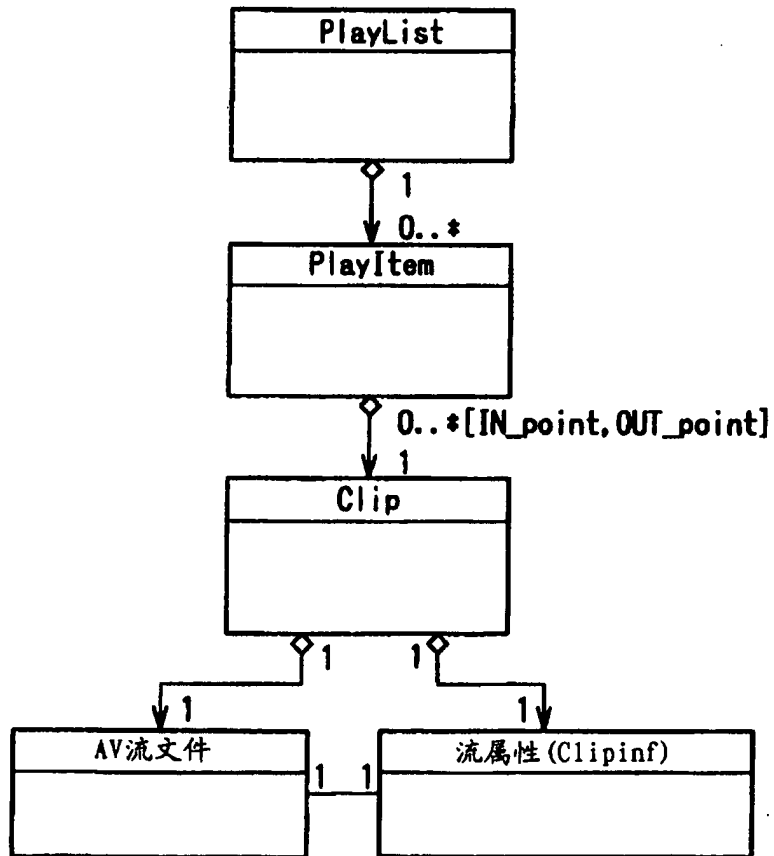 PlayList
1
0..*
PlayItem
0..*[IN_point,OUT_point]
1
Clip
1 1
1 1
AV流文件 流属性(Clipinf)
1 1